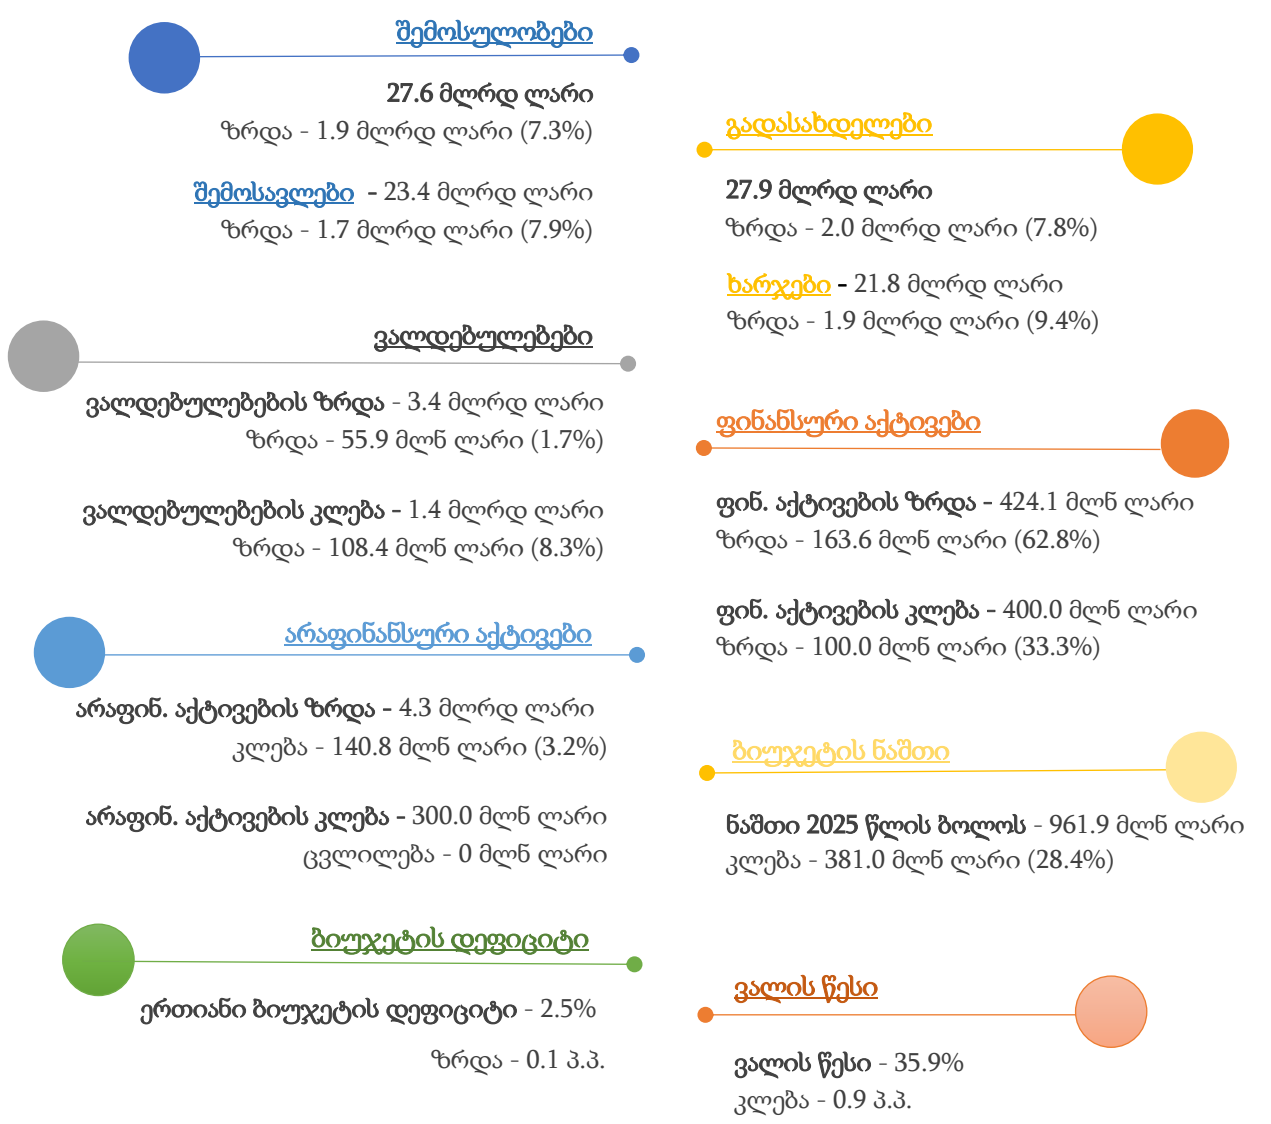 შემოსულობები
27.6 მლრდ ლარი
ზრდა - 1.9 მლრდ ლარი (7.3%)
შემოსავლები - 23.4 მლრდ ლარი
ზრდა - 1.7 მლრდ ლარი (7.9%)
გადასახდელები
27.9 მლრდ ლარი
ზრდა - 2.0 მლრდ ლარი (7.8%)
ხარჯები - 21.8 მლრდ ლარი
ზრდა - 1.9 მლრდ ლარი (9.4%)
ვალდებულებები
ვალდებულებების ზრდა - 3.4 მლრდ ლარი
ზრდა - 55.9 მლნ ლარი (1.7%)
ვალდებულებების კლება - 1.4 მლრდ ლარი
ზრდა - 108.4 მლნ ლარი (8.3%)
ფინანსური აქტივები
ფინ. აქტივების ზრდა - 424.1 მლნ ლარი
ზრდა - 163.6 მლნ ლარი (62.8%)
ფინ. აქტივების კლება - 400.0 მლნ ლარი
ზრდა - 100.0 მლნ ლარი (33.3%)
არაფინანსური აქტივები
არაფინ. აქტივების ზრდა - 4.3 მლრდ ლარი
კლება - 140.8 მლნ ლარი (3.2%)
არაფინ. აქტივების კლება - 300.0 მლნ ლარი
ცვლილება - 0 მლნ ლარი
ბიუჯეტის ნაშთი
ნაშთი 2025 წლის ბოლოს - 961.9 მლნ ლარი
კლება - 381.0 მლნ ლარი (28.4%)
ბიუჯეტის დეფიციტი
ერთიანი ბიუჯეტის დეფიციტი - 2.5%
ზრდა - 0.1 პ.პ.
ვალის წესი
ვალის წესი - 35.9%
კლება - 0.9 პ.პ.